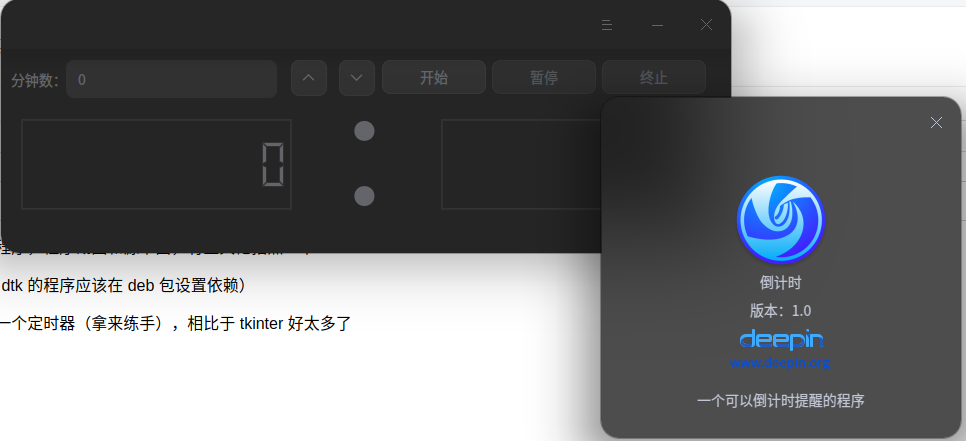 分钟数:
0
开始
暂停
终止
0
倒计时
版本：1.0
deepin
www.deepin.org
一个可以倒计时提醒的程序
dtk 的程序应该在 deb 包设置依赖）
一个定时器（拿来练手），相比于 tkinter 好太多了